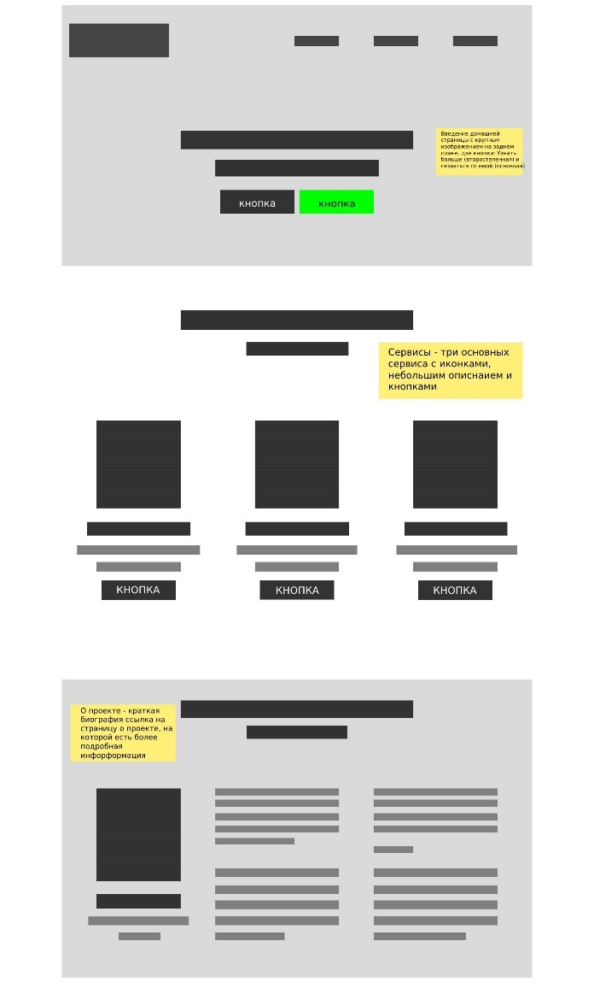 Введение домашней
страницы с крупным
изображением на заднем
плане, две кнопки: Узнать
больше (второстепенная) и
связаться со мной (основная)
кнопка кнопка
Сервисы - три основных
сервиса с иконками,
небольшим описнаием и
кнопками
КНОПКА КНОПКА КНОПКА
О проекте - краткая
биография ссылка на
страницу о проекте, на
которой есть более
подробная
инфорформация